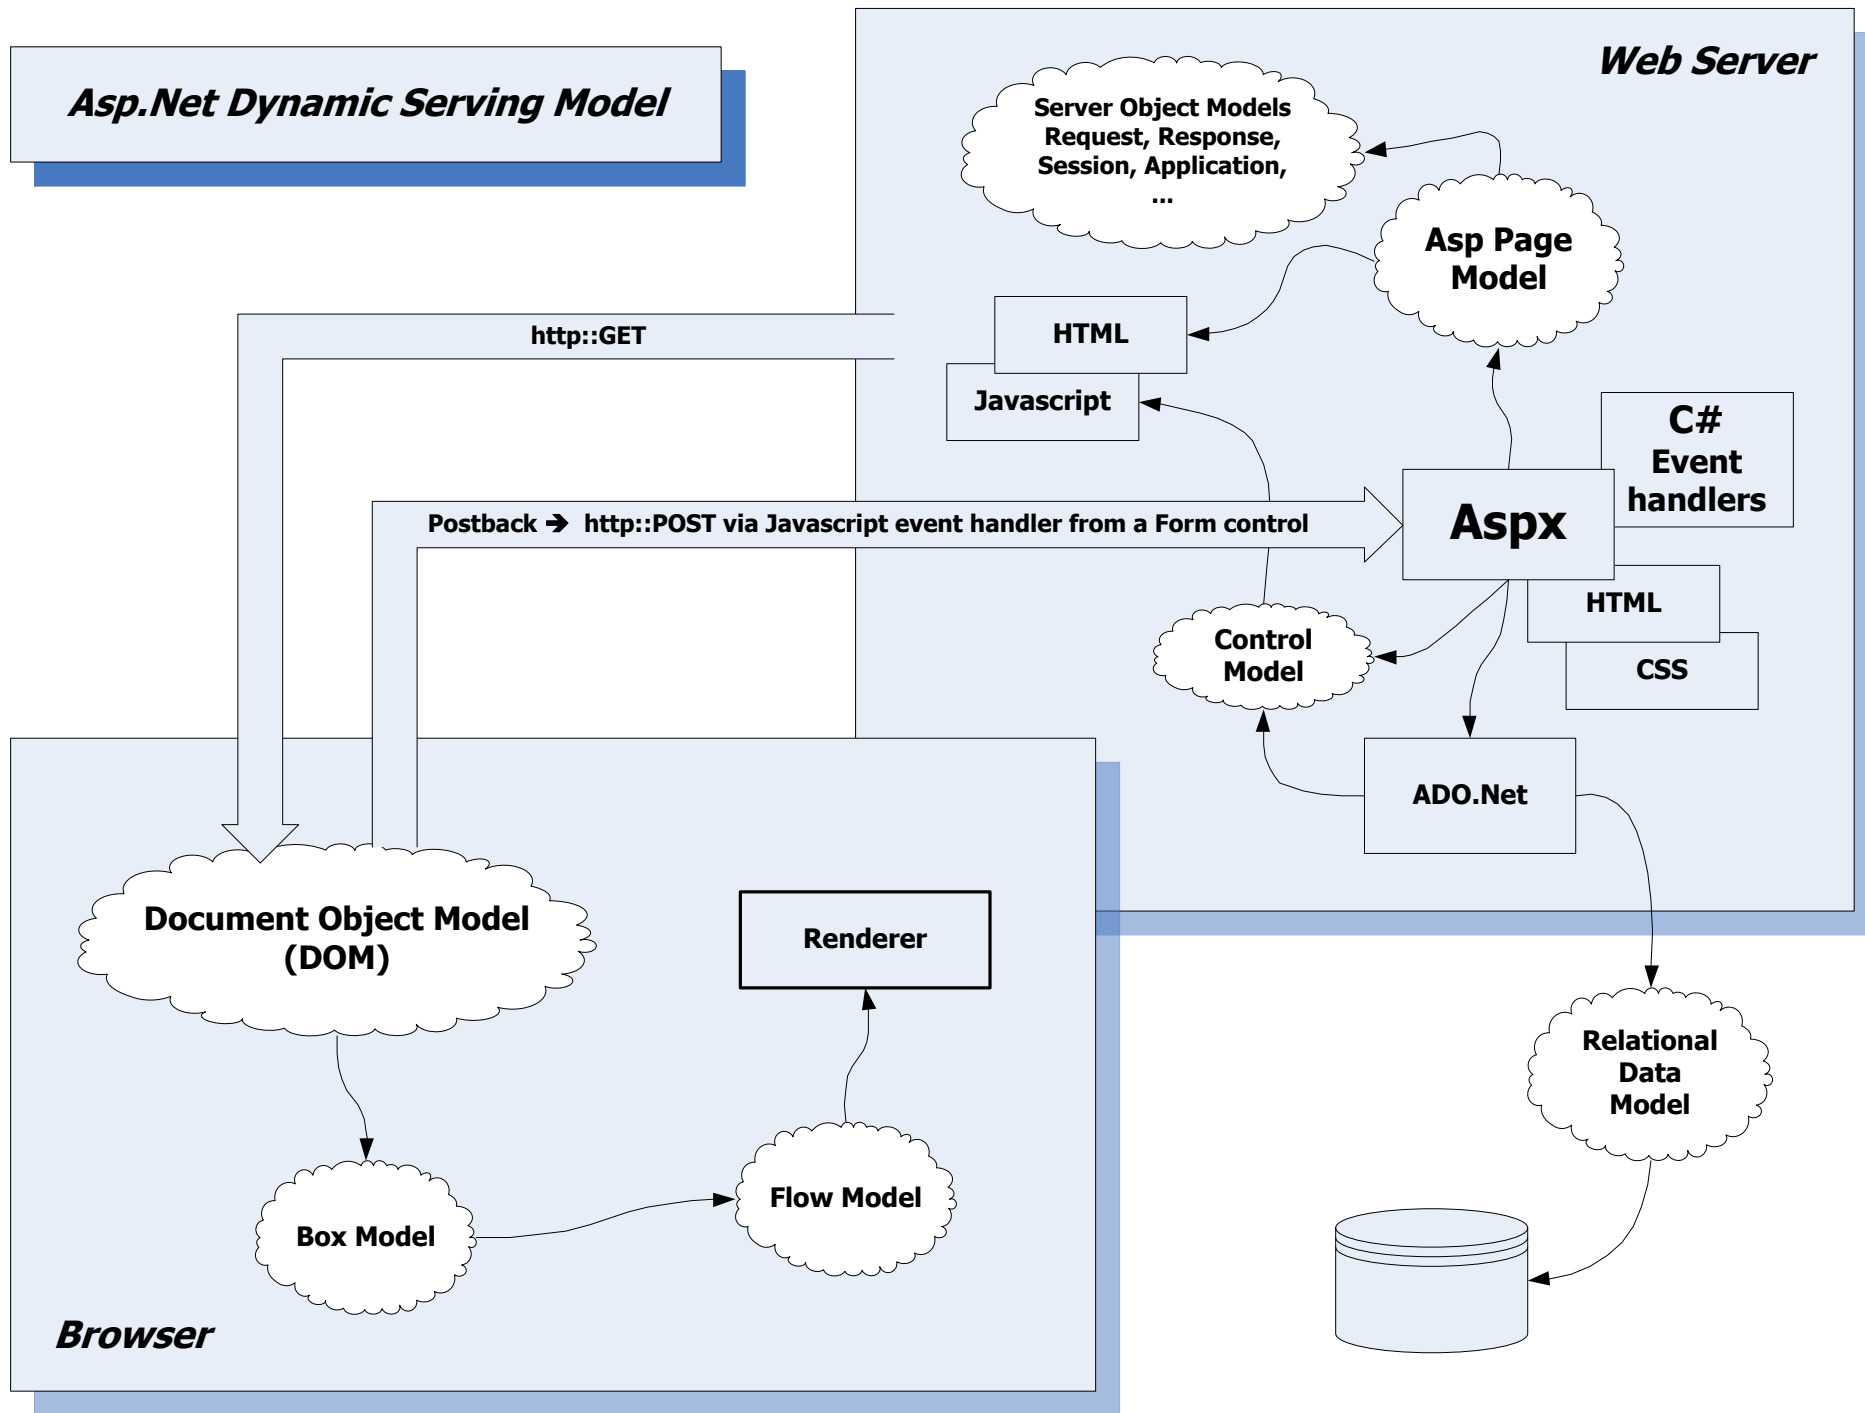 Asp.Net Dynamic Serving Model
Web Server
Server Object Models
Request, Response,
Session, Application,
...
Asp Page
Model
http::GET
HTML
Javascript
C#
Event
handlers
Aspx
Postback ➔ http::POST via Javascript event handler from a Form control
HTML
CSS
Control
Model
ADO.Net
Document Object Model
(DOM)
Renderer
Relational
Data
Model
Box Model
Flow Model
Browser